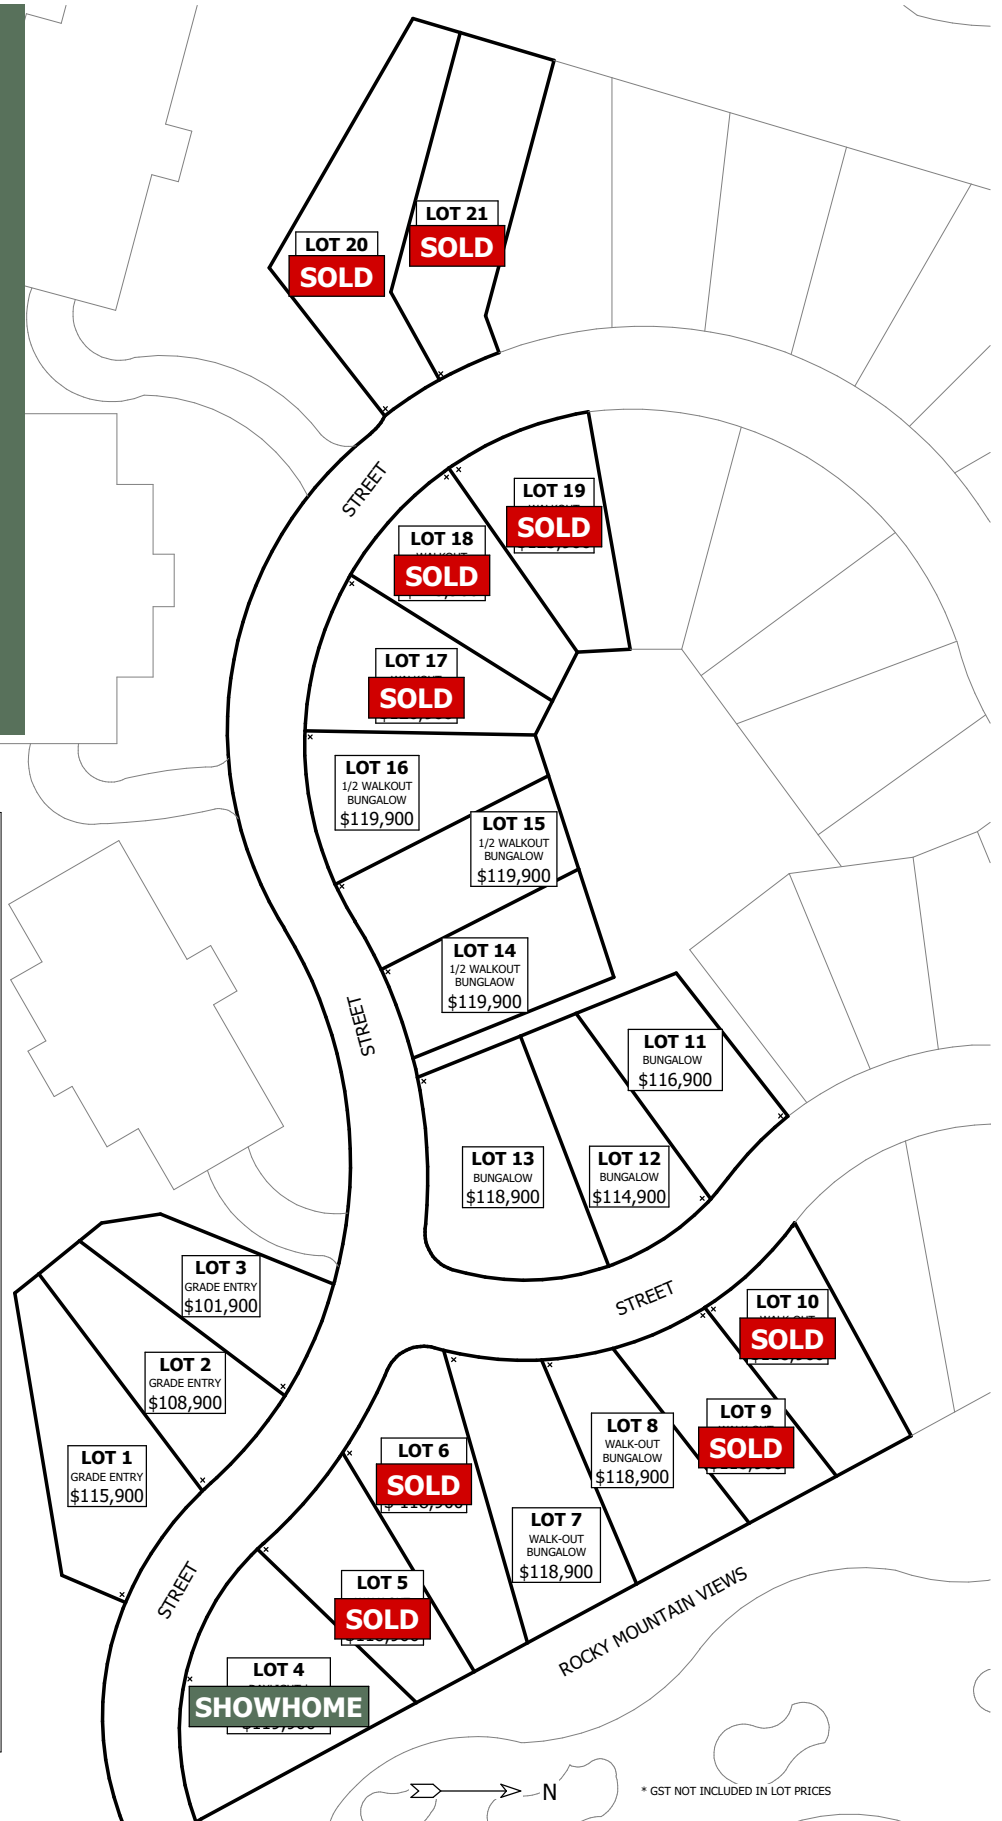 LOT 21
SOLD
LOT 20
SOLD
STREET
LOT 19
SOLD
LOT 18
SOLD
LOT 17
SOLD
LOT 16
1/2 WALKOUT
BUNGALOW
$119,900
LOT 15
1/2 WALKOUT
BUNGALOW
$119,900
LOT 14
1/2 WALKOUT
BUNGLAOW
$119,900
STREET
LOT 11
BUNGALOW
$116,900
LOT 13
BUNGALOW
$118,900
LOT 12
BUNGALOW
$114,900
LOT 3
GRADE ENTRY
$101,900
STREET
LOT 10
SOLD
LOT 2
GRADE ENTRY
$108,900
LOT 9
SOLD
LOT 8
WALK-OUT
BUNGALOW
$118,900
LOT 6
SOLD
LOT 1
GRADE ENTRY
$115,900
LOT 7
WALK-OUT
BUNGALOW
$118,900
STREET
LOT 5
SOLD
ROCKY MOUNTAIN VIEWS
LOT 4
SHOWHOME
N
* GST NOT INCLUDED IN LOT PRICES